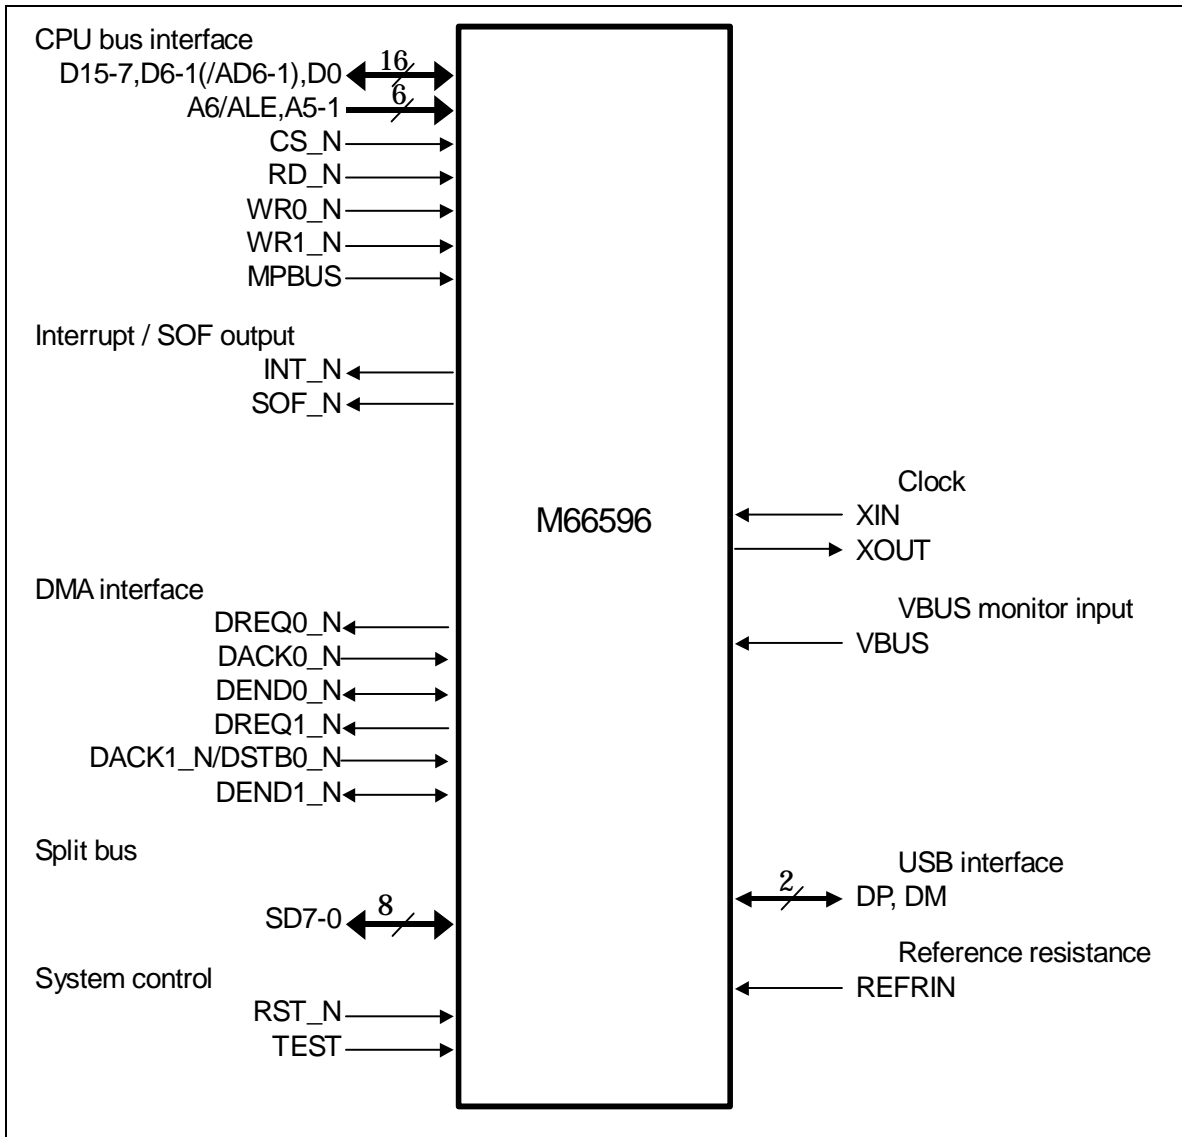 CPU bus interface
D15-7,D6-1(/AD6-1),D0
16
A6/ALE,A5-1
6
CS_N
RD_N
WR0_N
WR1_N
MPBUS
Interrupt / SOF output
INT_N
SOF_N
M66596
Clock
XIN
XOUT
DMA interface
DREQ0_N
DACK0_N
DEND0_N
DREQ1_N
DACK1_N/DSTB0_N
DEND1_N
VBUS monitor input
VBUS
Split bus
SD7-0
8
USB interface
2
DP, DM
System control
RST_N
TEST
Reference resistance
REFRIN